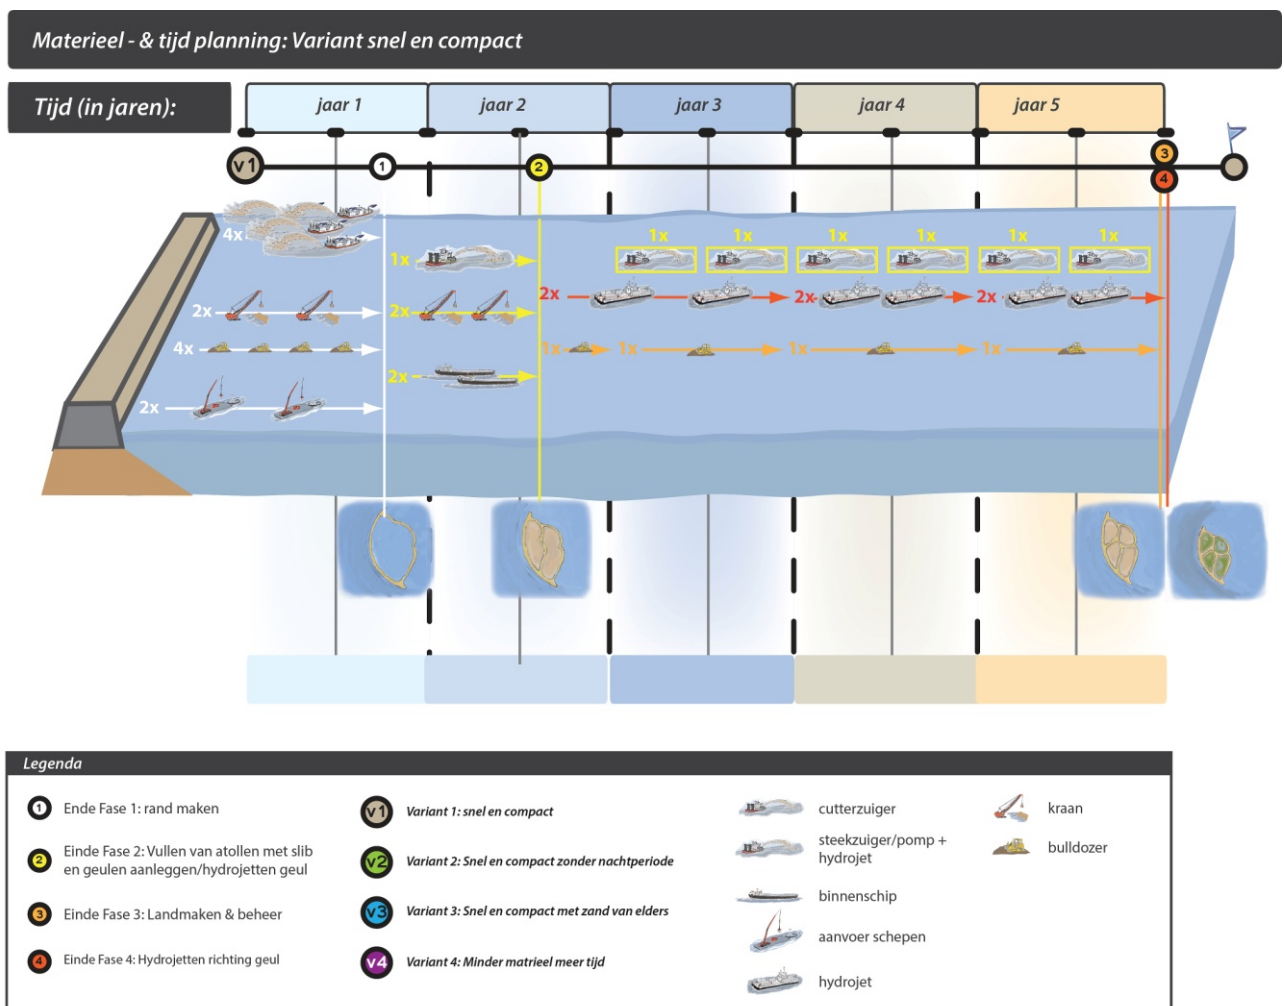 Materieel - & tijd planning: Variant snel en compact
Tijd (in jaren):
jaar 1
jaar 2
jaar 3
jaar 4
jaar 5
v1
1
2
3
4
4x
1x
1x
1x
1x
1x
1x
1x
2x
2x
2x
2x
2x
4x
1x
1x
1x
1x
2x
2x
Legenda
1 Ende Fase 1: rand maken
2 Einde Fase 2: Vullen van atollen met slib
en geulen aanleggen/hydrojetten geul
3 Einde Fase 3: Landmaken & beheer
4 Einde Fase 4: Hydrojetten richting geul
v1 Variant 1: snel en compact
v2 Variant 2: Snel en compact zonder nachtperiode
v3 Variant 3: Snel en compact met zand van elders
v4 Variant 4: Minder matrieel meer tijd
cutterzuiger
steekzuiger/pomp +
hydrojet
binnenschip
aanvoer schepen
hydrojet
kraan
bulldozer